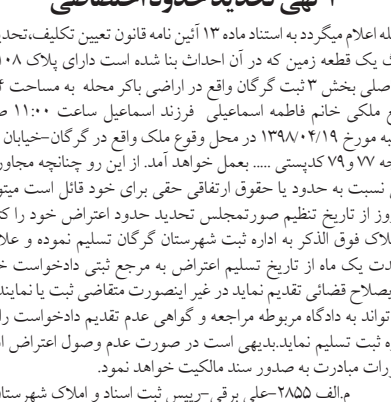 آگهی تحدید حدود اختصاصی
له اعلام میگردد به استناد ماده ۱۳ آئین نامه قانون تعیین تکلیف،تحدید
یک قطعه زمین که در آن احداث بنا شده است دارای پلاک ۱۰۸
صلی بخش ۳ ثبت گرگان واقع در اراضی باکر محله به مساحت
ملکی خانم فاطمه اسماعیلی فرزند اسماعیل ساعت ۱۱:۰۰
به مورخ ۱۳۹۸/۰۴/۱۹ در محل وقوع ملک واقع در گرگان-خیابان
۷۷ و۷۹ کدپستی ..... بعمل خواهد آمد. از این رو چنانچه مجاور
نسبت به حدود یا حقوق ارتفاقی حقی برای خود قائل است میتو
روز از تاریخ تنظیم صورتمجلس تحدید حدود اعتراض خود را ک
لاک فوق الذکر به اداره ثبت شهرستان گرگان تسلیم نموده و علا
دت یک ماه از تاریخ تسلیم اعتراض به مرجع ثبتی دادخواست خ
یصلاح قضائی تقدیم نماید در غیر اینصورت متقاضی ثبت یا نمایند
تواند به دادگاه مربوطه مراجعه و گواهی عدم تقدیم دادخواست را
ه ثبت تسلیم نماید.بدیهی است در صورت عدم وصول اعتراض ا
ورات مبادرت به صدور سند مالکیت خواهد نمود.
م.الف ۲۸۵۵-علی برقی-رییس ثبت اسناد و املاک شهرستان